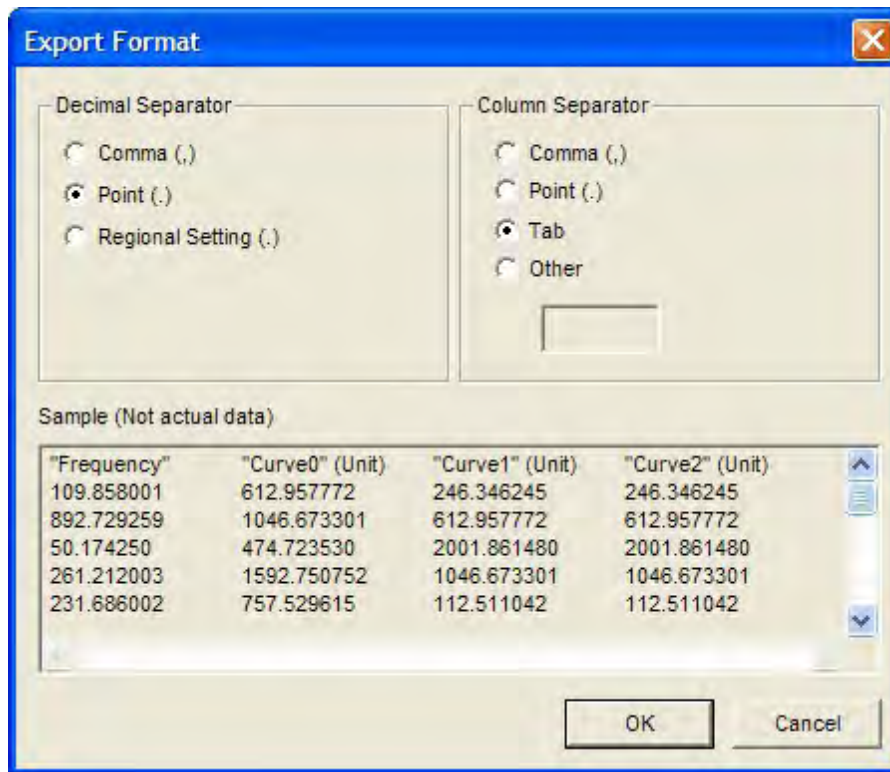 Export Format
Decimal Separator
Comma (,)
Point (.)
Regional Setting (.)
Column Separator
Comma (,)
Point (.)
Tab
Other
Sample (Not actual data)
"Frequency" "Curve0" (Unit) "Curve1" (Unit) "Curve2" (Unit)
109.858001 612.957772 246.346245 246.346245
892.729259 1046.673301 612.957772 612.957772
50.174250 474.723530 2001.861480 2001.861480
261.212003 1592.750752 1046.673301 1046.673301
231.686002 757.529615 112.511042 112.511042
OK Cancel